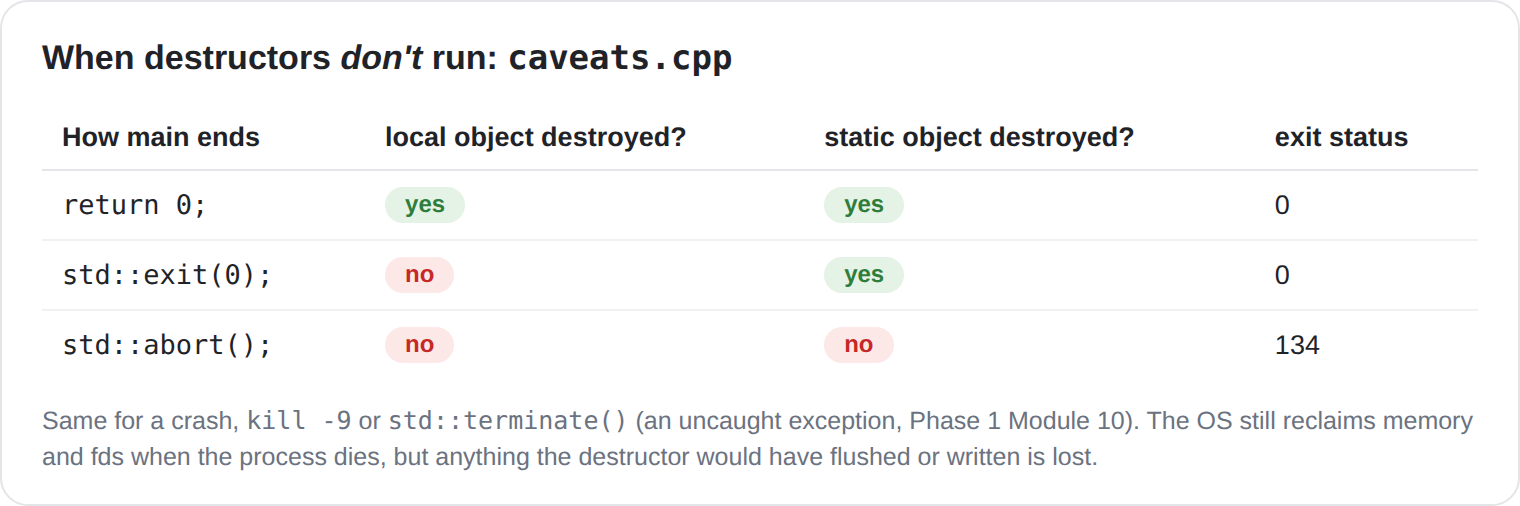 When destructors don't run: caveats.cpp
How main ends local object destroyed? static object destroyed? exit status
return 0; yes yes 0
std::exit(0); no yes 0
std::abort(); no no 134
Same for a crash, kill -9 or std::terminate() (an uncaught exception, Phase 1 Module 10). The OS still reclaims memory
and fds when the process dies, but anything the destructor would have flushed or written is lost.